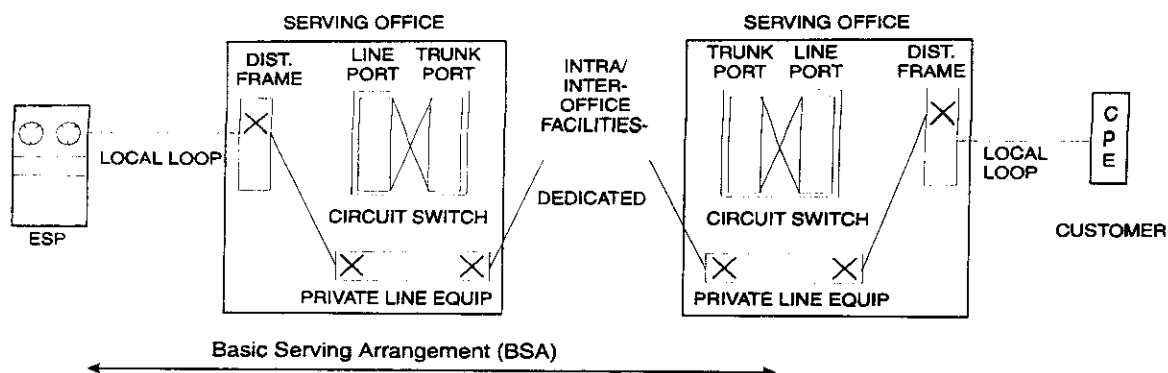 SERVING OFFICE
SERVING OFFICE
DIST.
FRAME
LINE
PORT
TRUNK
PORT
INTRA/
INTER-
OFFICE
FACILITIES-
DEDICATED
TRUNK
PORT
LINE
PORT
DIST.
FRAME
CPE
LOCAL LOOP
LOCAL
LOOP
CIRCUIT SWITCH
CIRCUIT SWITCH
ESP
CUSTOMER
PRIVATE LINE EQUIP
PRIVATE LINE EQUIP
Basic Serving Arrangement (BSA)